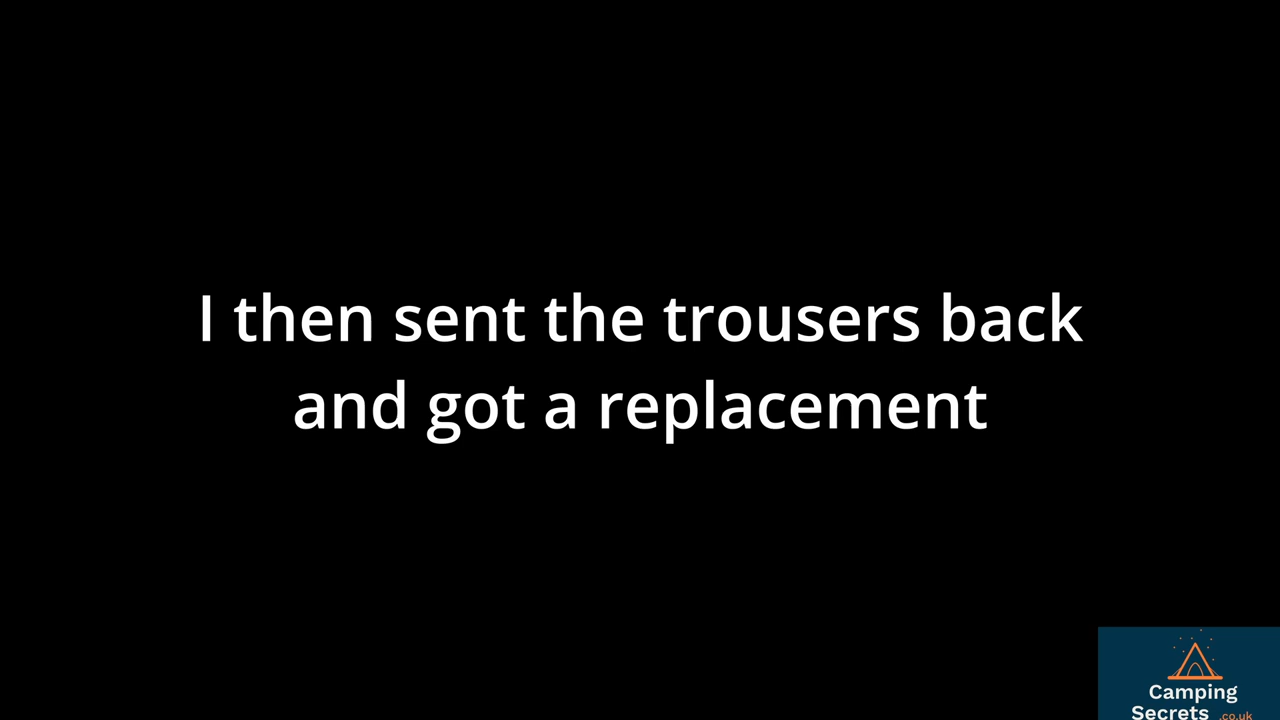 I then sent the trousers back
and got a replacement
Camping
Secrets .co.uk